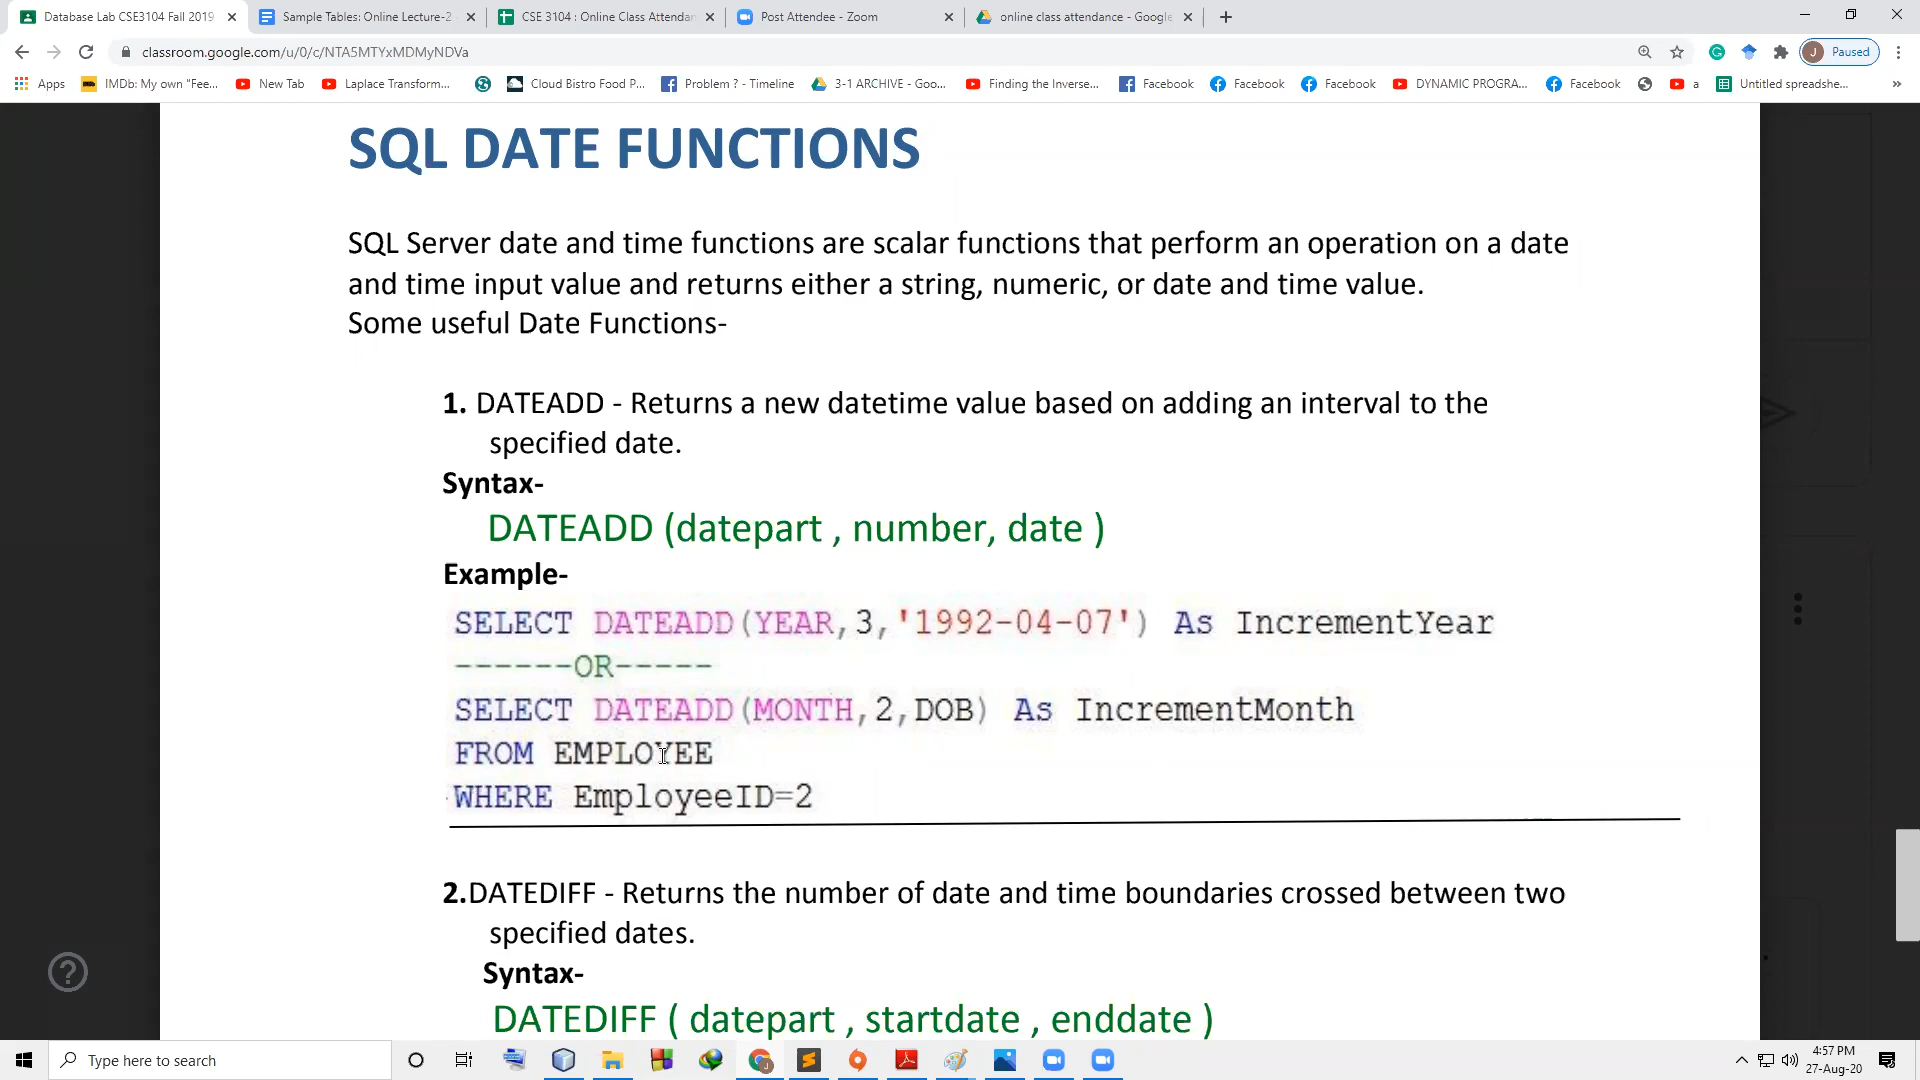 Database Lab CSE3104 Fall 2019
Sample Tables: Online Lecture-2
CSE 3104 : Online Class Attendan
Post Attendee - Zoom
online class attendance - Google
classroom.google.com/u/0/c/NTA5MTYxMDMyNDVa
J Paused
Apps
IMDb: My own "Fee...
New Tab
Laplace Transform...
Cloud Bistro Food P...
Problem ? - Timeline
3-1 ARCHIVE - Goo...
Finding the Inverse...
Facebook
Facebook
Facebook
DYNAMIC PROGRA...
Facebook
a
Untitled spreadshe...
»
SQL DATE FUNCTIONS
SQL Server date and time functions are scalar functions that perform an operation on a date
and time input value and returns either a string, numeric, or date and time value.
Some useful Date Functions-
1. DATEADD - Returns a new datetime value based on adding an interval to the
specified date.
Syntax-
DATEADD (datepart , number, date )
Example-
SELECT DATEADD(YEAR,3,'1992-04-07') As IncrementYear
------OR-----
SELECT DATEADD(MONTH,2,DOB) As IncrementMonth
FROM EMPLOYEE
WHERE EmployeeID=2
2.DATEDIFF - Returns the number of date and time boundaries crossed between two
specified dates.
Syntax-
DATEDIFF ( datepart , startdate , enddate )
Type here to search
4:57 PM
27-Aug-20